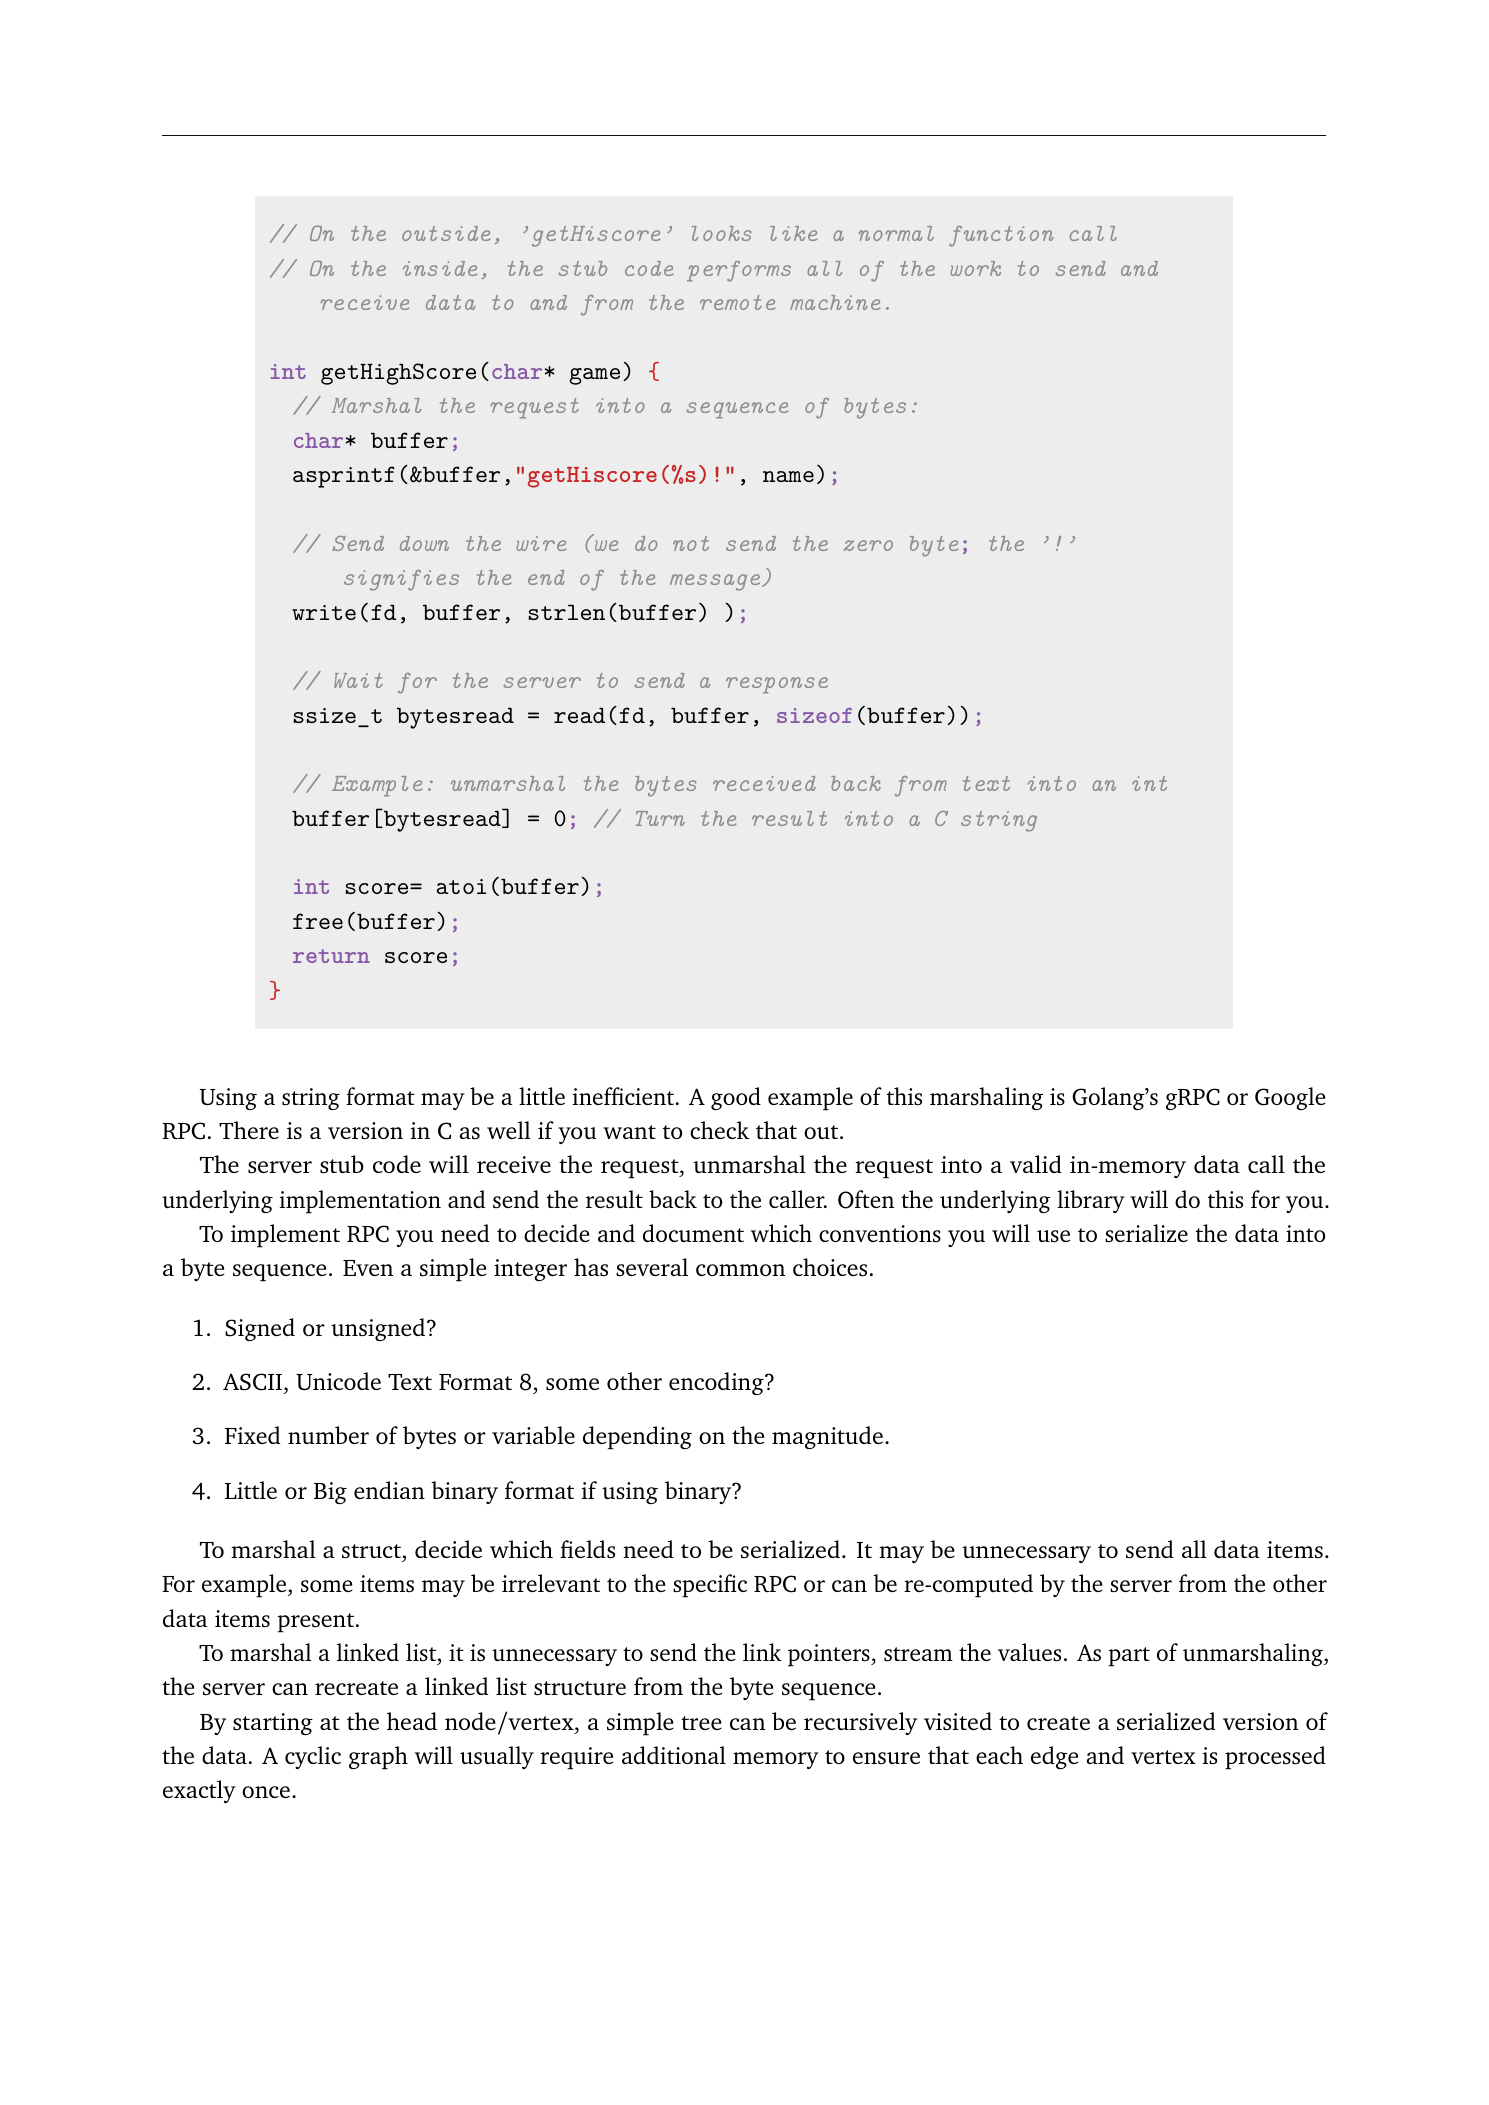 // On the outside, 'getHiscore' looks like a normal function call
// On the inside, the stub code performs all of the work to send and
receive data to and from the remote machine.
int getHighScore(char* game) {
// Marshal the request into a sequence of bytes:
char* buffer;
asprintf(&buffer,"getHiscore(%s)!", name);
// Send down the wire (we do not send the zero byte; the '!'
signifies the end of the message)
write(fd, buffer, strlen(buffer) );
// Wait for the server to send a response
ssize_t bytesread = read(fd, buffer, sizeof(buffer));
// Example: unmarshal the bytes received back from text into an int
buffer[bytesread] = 0; // Turn the result into a C string
int score= atoi(buffer);
free(buffer);
return score;
}
Using a string format may be a little inefficient. A good example of this marshaling is Golang's gRPC or Google
RPC. There is a version in C as well if you want to check that out.
The server stub code will receive the request, unmarshal the request into a valid in-memory data call the
underlying implementation and send the result back to the caller. Often the underlying library will do this for you.
To implement RPC you need to decide and document which conventions you will use to serialize the data into
a byte sequence. Even a simple integer has several common choices.
1. Signed or unsigned?
2. ASCII, Unicode Text Format 8, some other encoding?
3. Fixed number of bytes or variable depending on the magnitude.
4. Little or Big endian binary format if using binary?
To marshal a struct, decide which fields need to be serialized. It may be unnecessary to send all data items.
For example, some items may be irrelevant to the specific RPC or can be re-computed by the server from the other
data items present.
To marshal a linked list, it is unnecessary to send the link pointers, stream the values. As part of unmarshaling,
the server can recreate a linked list structure from the byte sequence.
By starting at the head node/vertex, a simple tree can be recursively visited to create a serialized version of
the data. A cyclic graph will usually require additional memory to ensure that each edge and vertex is processed
exactly once.